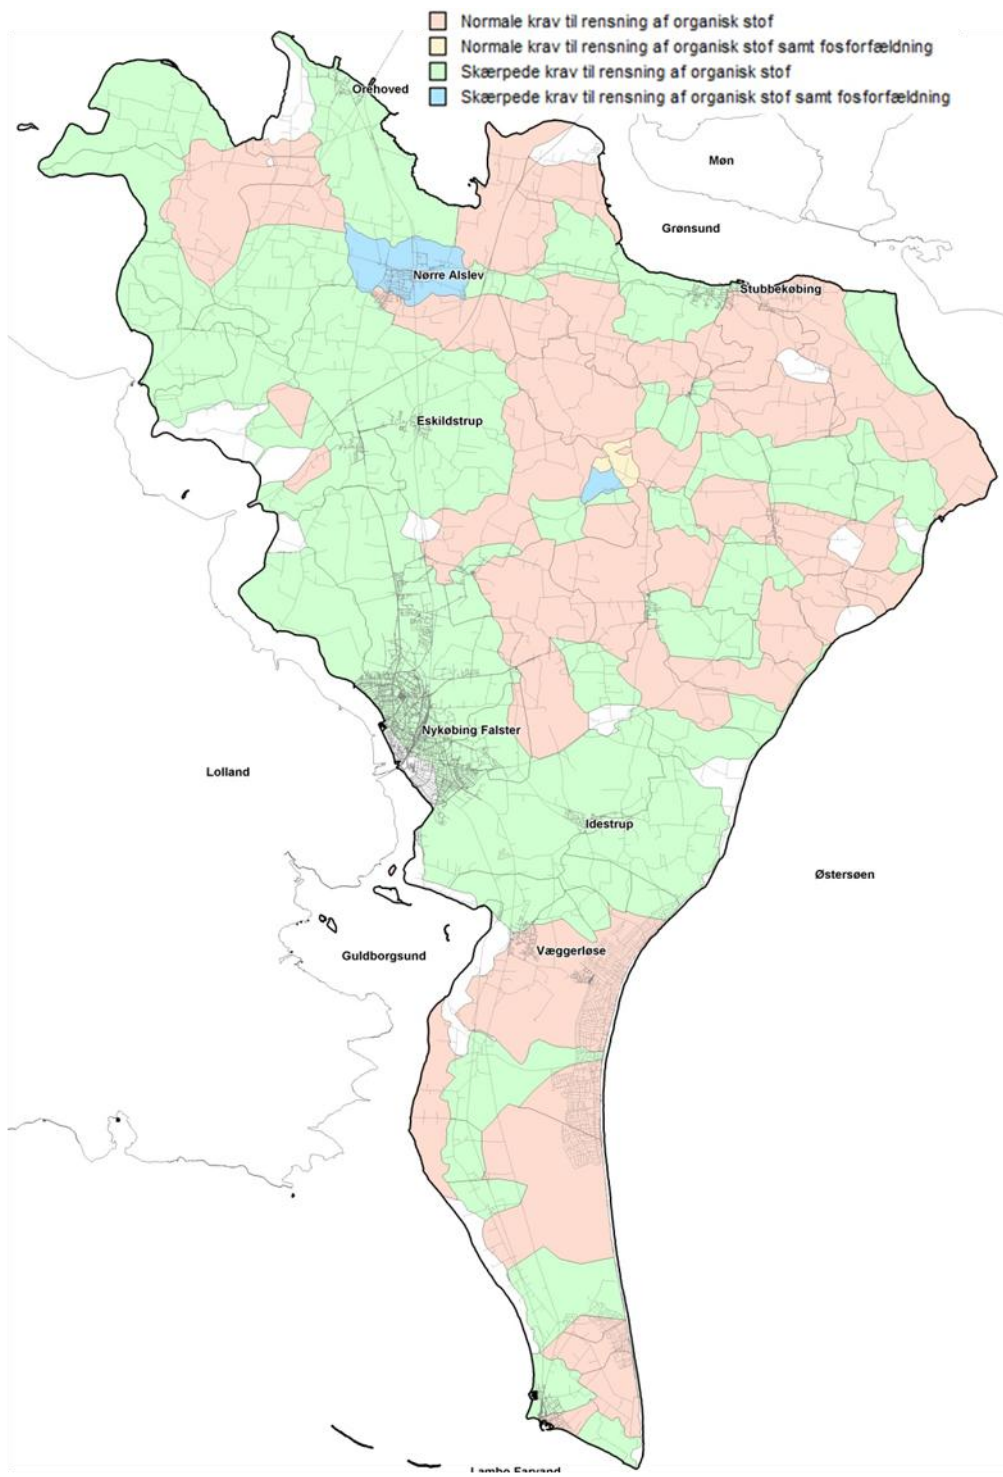 Normale krav til rensning af organisk stof
Normale krav til rensning af organisk stof samt fosforfældning
Skærpede krav til rensning af organisk stof
Skærpede krav til rensning af organisk stof samt fosforfældning
Orehoved
Møn
Grønsund
Nørre Alslev
Stubbekøbing
Eskildstrup
Nykøbing Falster
Lolland
Idestrup
Østersøen
Væggerløse
Guldborgsund